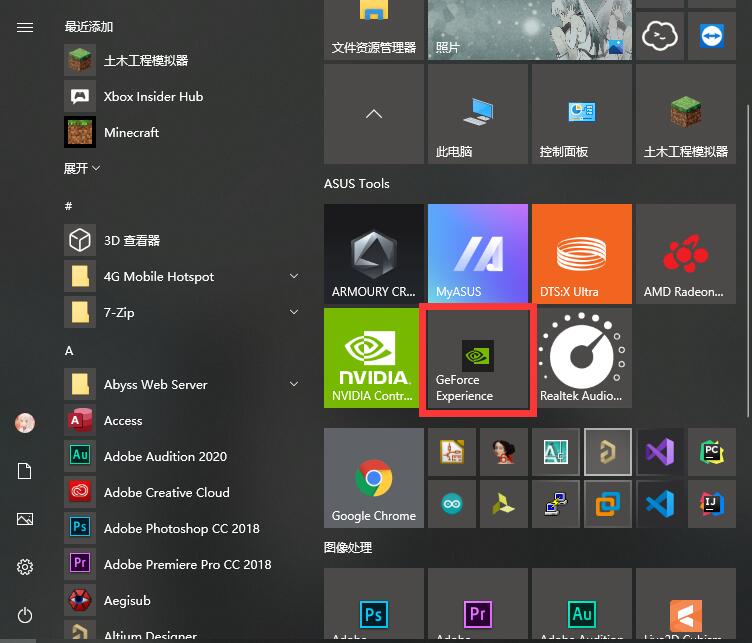 最近添加
土木工程模拟器
Xbox Insider Hub
Minecraft
展开
#
3D 查看器
4G Mobile Hotspot
7-Zip
A
Abyss Web Server
Access
Au
Adobe Audition 2020
Adobe Creative Cloud
Ps
Adobe Photoshop CC 2018
Pr
Adobe Premiere Pro CC 2018
Aegisub
Altium Designer
文件资源管理器
照片
此电脑
控制面板
土木工程模拟器
ASUS Tools
ARMOURY CR...
MyASUS
DTS:X Ultra
AMD Radeon...
NVIDIA.
NVIDIA Contr...
GeForce
Experience
Realtek Audio...
Google Chrome
PC
IJ
图像处理
Ps
Adobe
Pr
Adobe
Au
Adobe Audition
Live2D Cubism